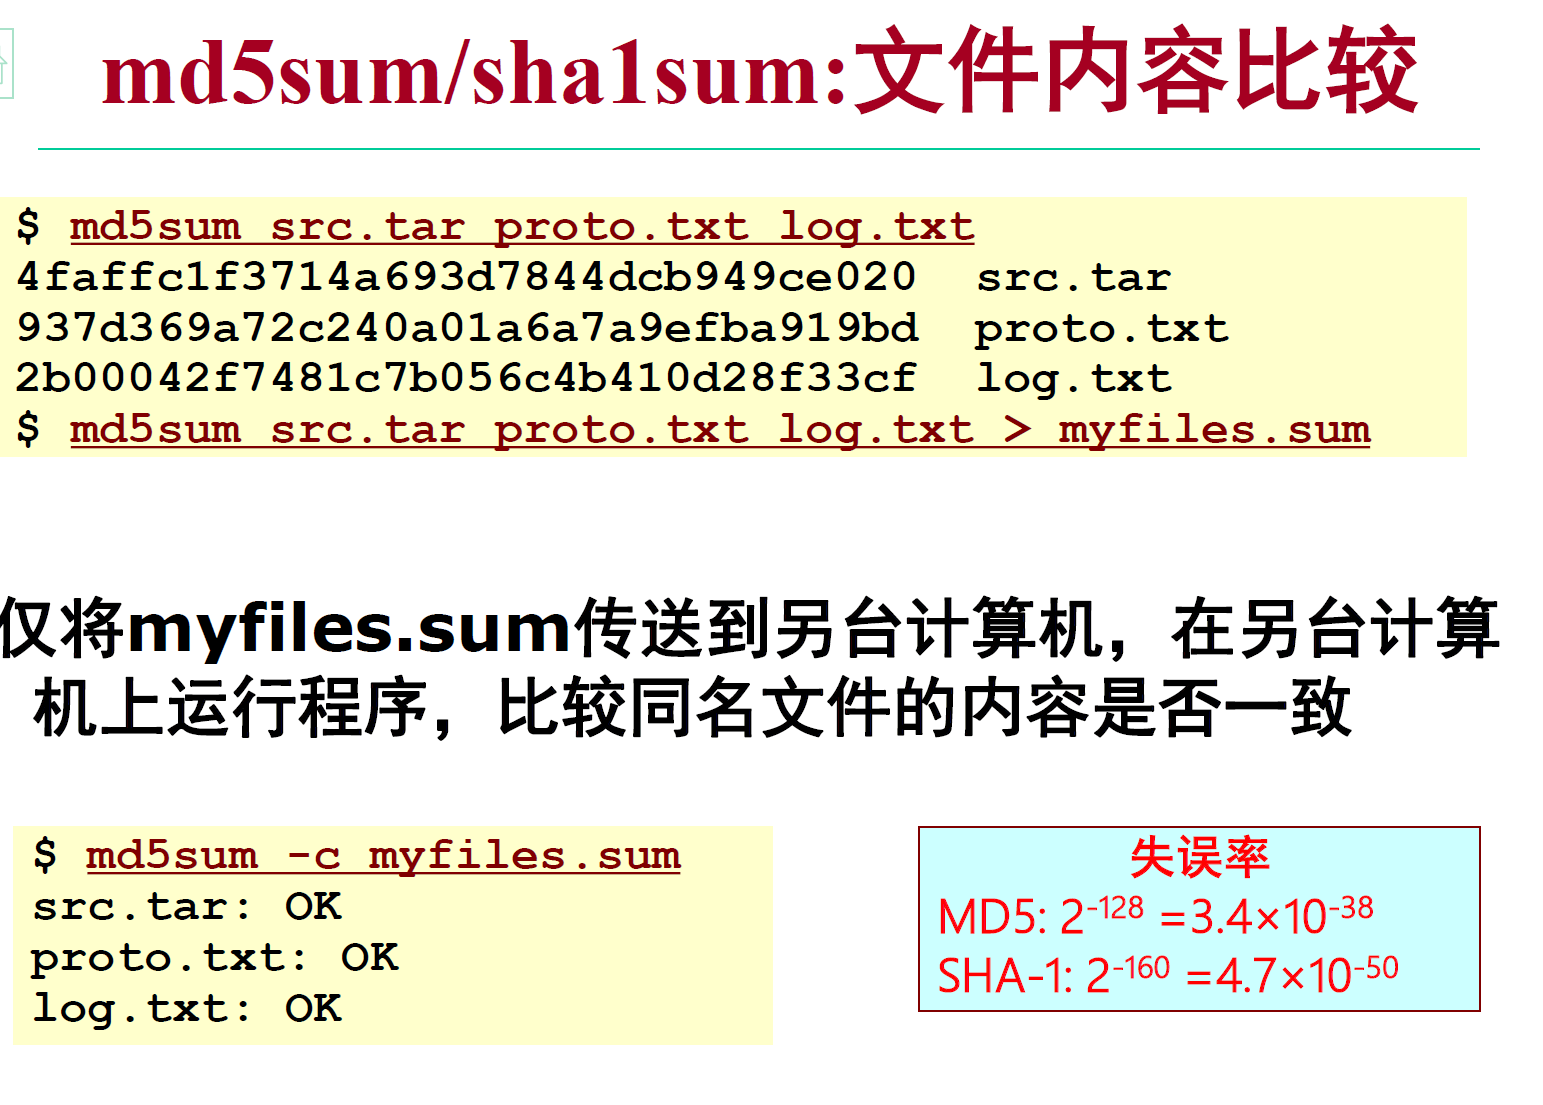 md5sum/sha1sum:文件内容比较
$ md5sum src.tar proto.txt log.txt
4faffc1f3714a693d7844dcb949ce020  src.tar
937d369a72c240a01a6a7a9efba919bd  proto.txt
2b00042f7481c7b056c4b410d28f33cf  log.txt
$ md5sum src.tar proto.txt log.txt > myfiles.sum
仅将myfiles.sum传送到另台计算机，在另台计算
机上运行程序，比较同名文件的内容是否一致
$ md5sum -c myfiles.sum
src.tar: OK
proto.txt: OK
log.txt: OK
失误率
MD5: 2⁻¹²⁸ =3.4×10⁻³⁸
SHA-1: 2⁻¹⁶⁰ =4.7×10⁻⁵⁰